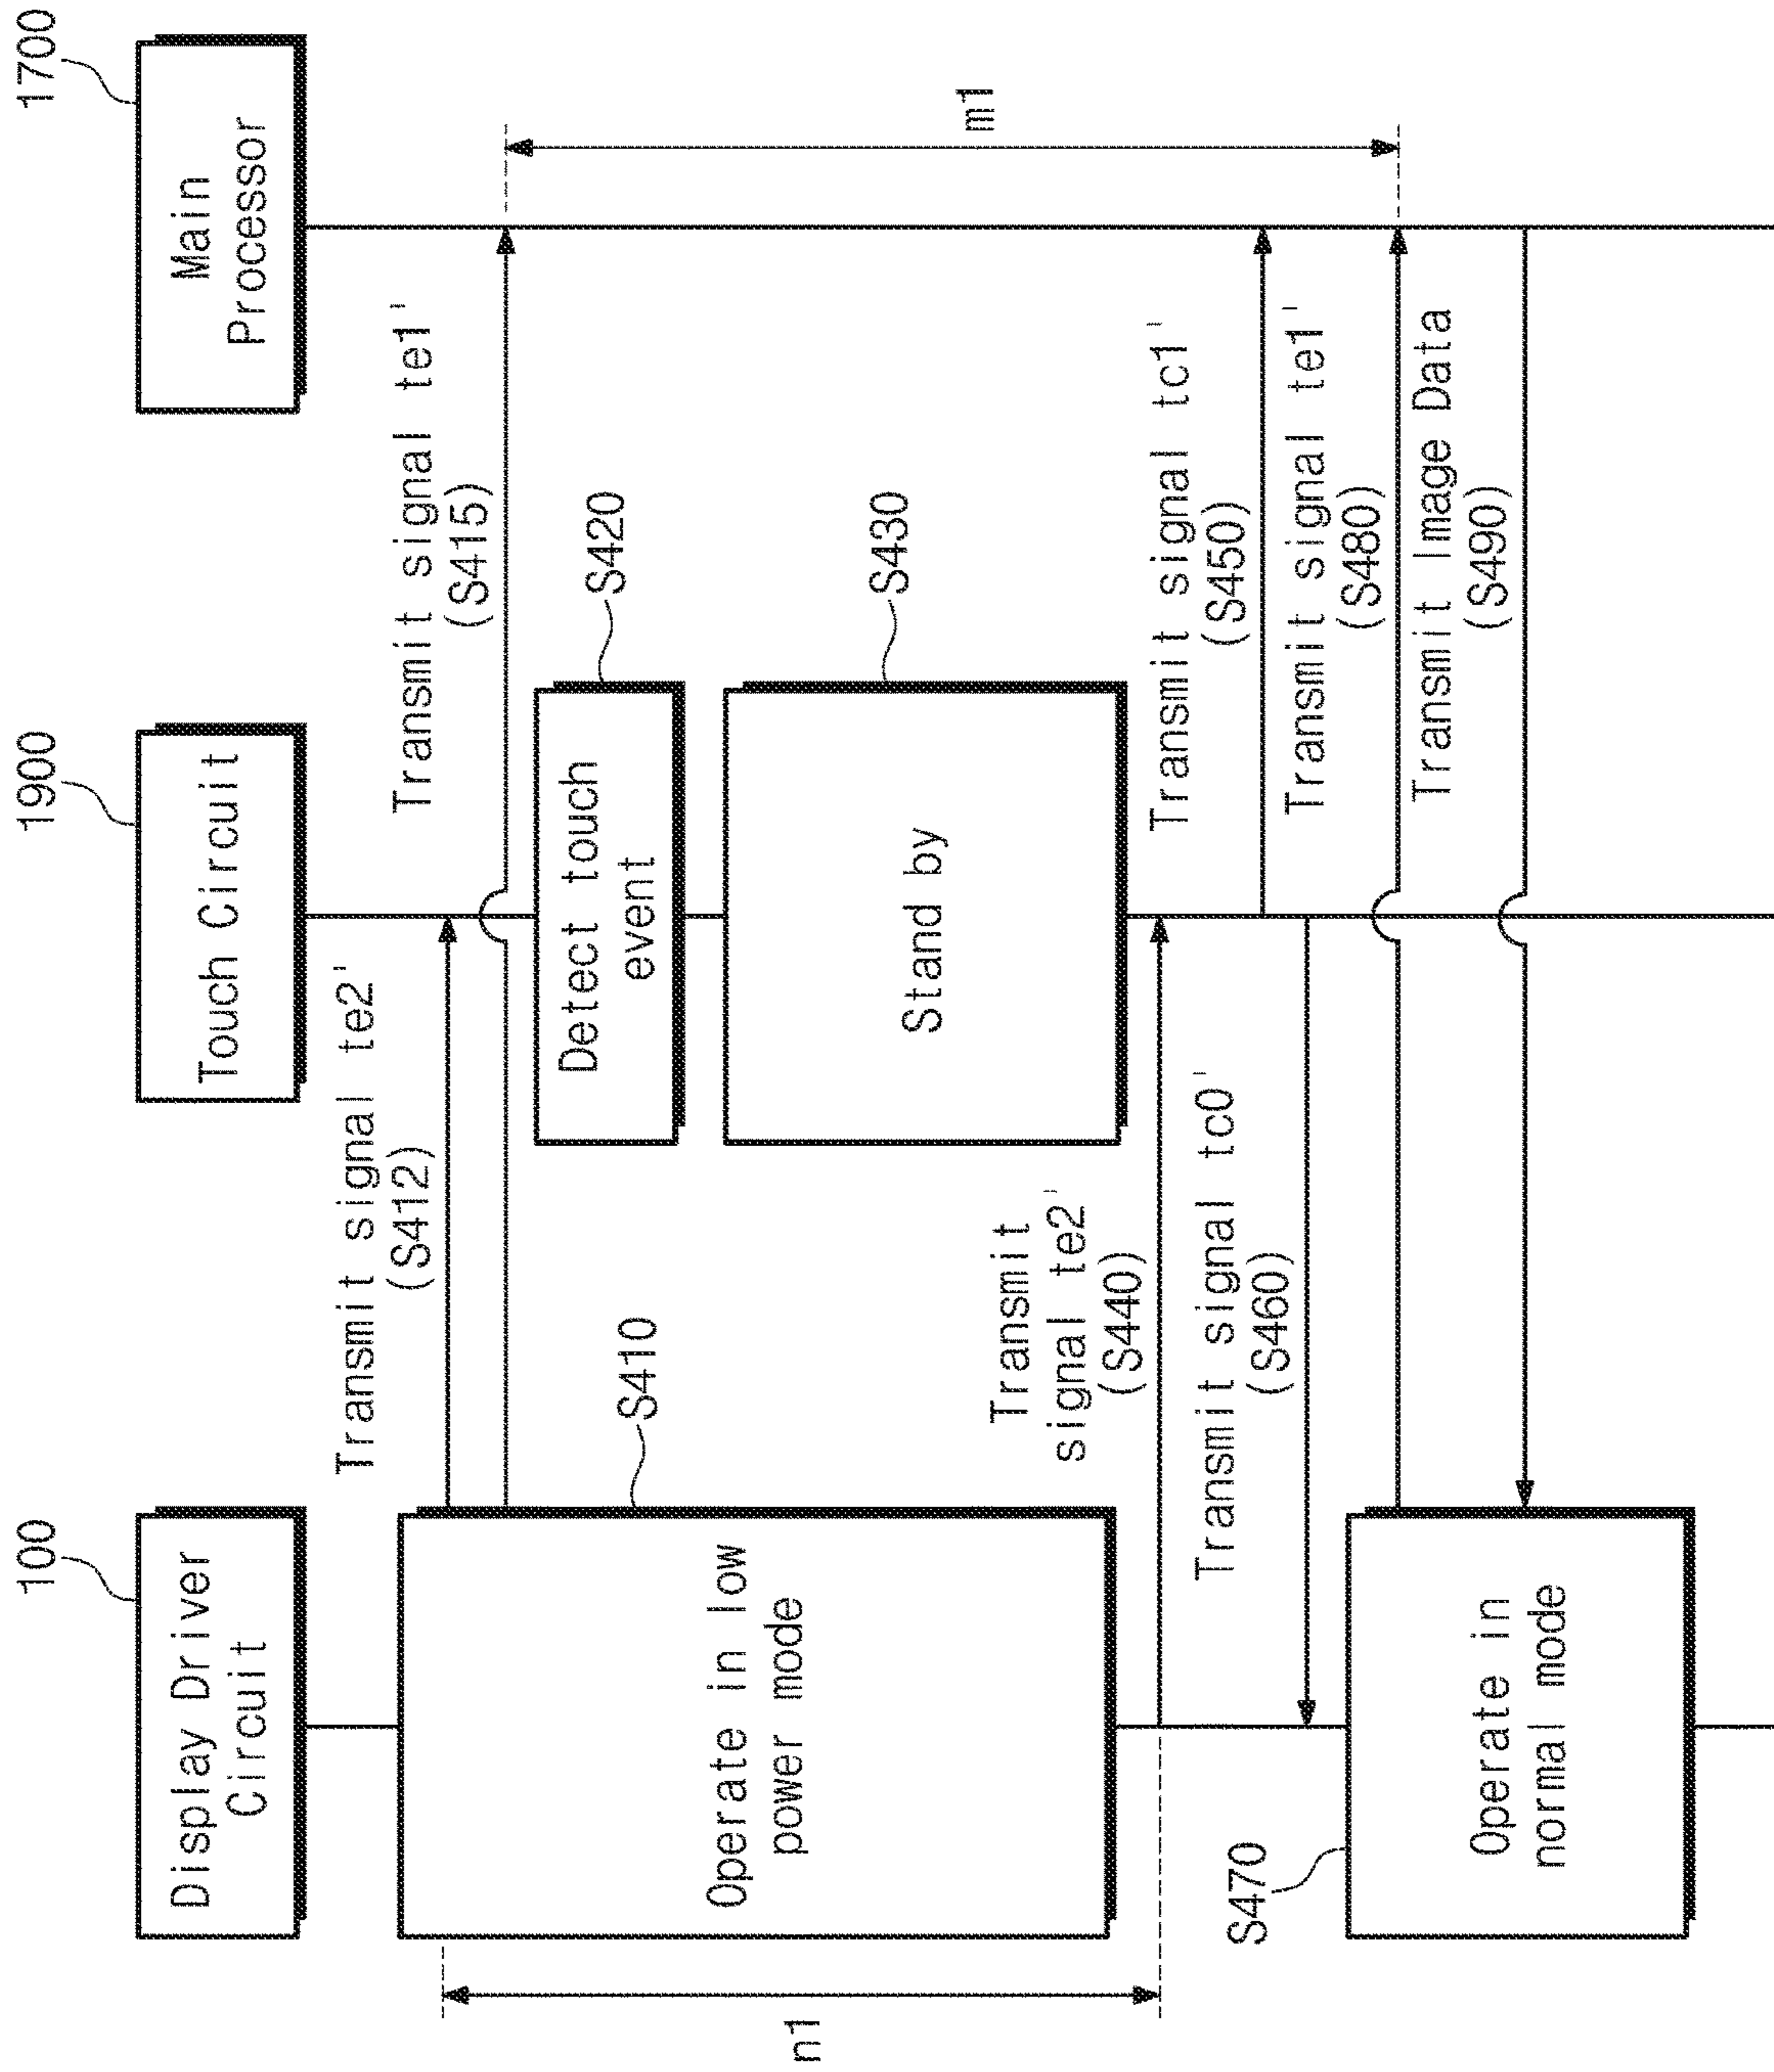 100
Display Driver
Circuit
1900
Touch Circuit
1700
Main
Processor
Transmit signal te2'
(S412)
Transmit signal te1'
(S415)
Operate in low
power mode
S410
Detect touch
event
S420
Stand by
S430
n1
m1
Transmit
signal te2'
(S440)
Transmit signal tc1'
(S450)
Transmit signal tc0'
(S460)
Operate in
normal mode
S470
Transmit signal te1'
(S480)
Transmit Image Data
(S490)